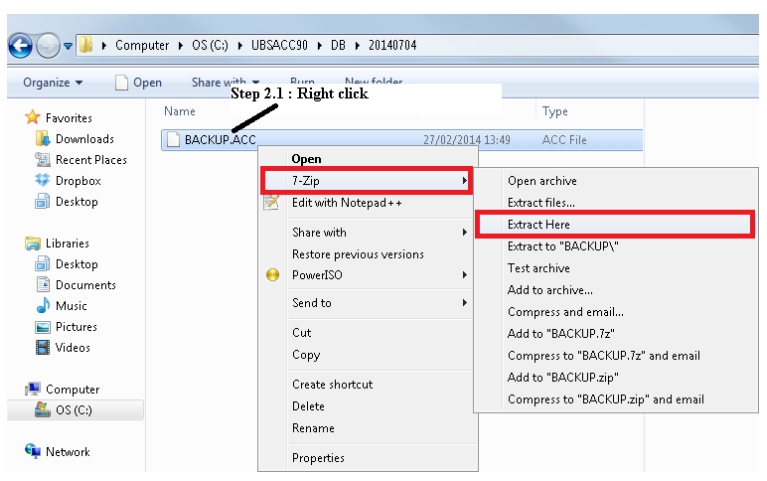 Computer ▸ OS (C:) ▸ UBSACC90 ▸ DB ▸ 20140704
Organize Open Share with Burn New folder
Step 2.1 : Right click
Favorites
Downloads
Recent Places
Dropbox
Desktop
Libraries
Desktop
Documents
Music
Pictures
Videos
Computer
OS (C:)
Network
Name Type
BACKUP.ACC 27/02/2014 13:49 ACC File
Open
7-Zip
Edit with Notepad++
Share with
Restore previous versions
PowerISO
Send to
Cut
Copy
Create shortcut
Delete
Rename
Properties
Open archive
Extract files...
Extract Here
Extract to "BACKUP\"
Test archive
Add to archive...
Compress and email...
Add to "BACKUP.7z"
Compress to "BACKUP.7z" and email
Add to "BACKUP.zip"
Compress to "BACKUP.zip" and email